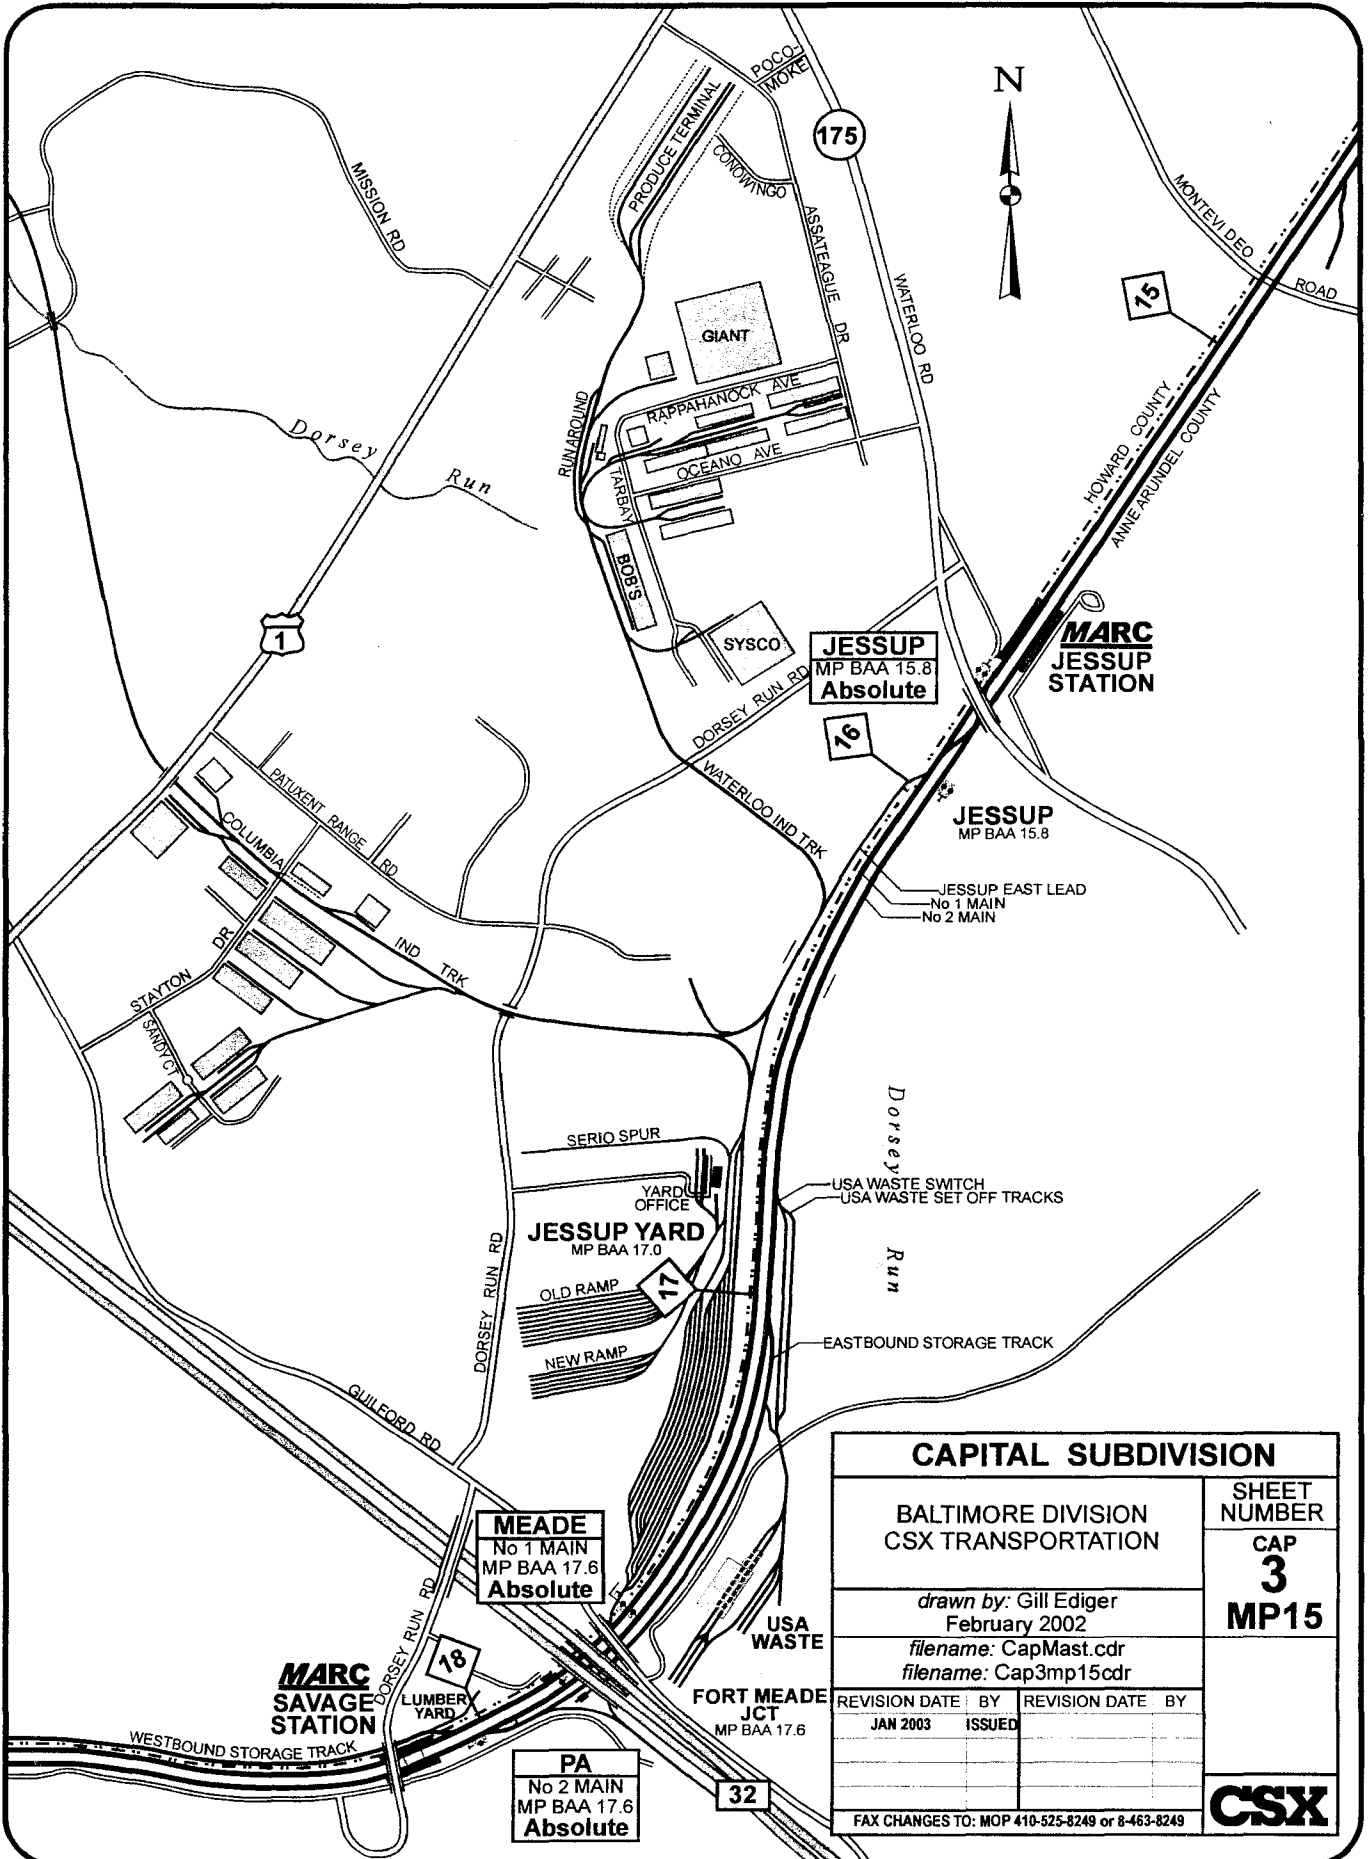 N
POCO-
MOKE
175
PRODUCE TERMINAL
CONOWINGO
MISSION RD
ASSATEAGUE DR
WATERLOO RD
MONTEVIDEO
ROAD
15
GIANT
RAPPAHANOCK AVE
RUNAROUND
OCEANO AVE
TARBAY
HOWARD COUNTY
ANNE ARUNDEL COUNTY
Dorsey
Run
BOB'S
1
SYSCO
JESSUP
MP BAA 15.8
Absolute
MARC
JESSUP
STATION
DORSEY RUN RD
16
WATERLOO IND TRK
JESSUP
MP BAA 15.8
PATUXENT RANGE RD
COLUMBIA
IND TRK
JESSUP EAST LEAD
No 1 MAIN
No 2 MAIN
STAYTON DR
SANDY CT
Dorsey
Run
SERIO SPUR
YARD
OFFICE
USA WASTE SWITCH
USA WASTE SET OFF TRACKS
JESSUP YARD
MP BAA 17.0
17
OLD RAMP
NEW RAMP
DORSEY RUN RD
EASTBOUND STORAGE TRACK
GUILFORD RD
MEADE
No 1 MAIN
MP BAA 17.6
Absolute
DORSEY RUN RD
18
USA
WASTE
MARC
SAVAGE
STATION
LUMBER
YARD
FORT MEADE
JCT
MP BAA 17.6
WESTBOUND STORAGE TRACK
PA
No 2 MAIN
MP BAA 17.6
Absolute
32
CAPITAL SUBDIVISION
BALTIMORE DIVISION
CSX TRANSPORTATION
SHEET
NUMBER
CAP
3
MP15
drawn by: Gill Ediger
February 2002
filename: CapMast.cdr
filename: Cap3mp15cdr
REVISION DATE BY REVISION DATE BY
JAN 2003 ISSUED
FAX CHANGES TO: MOP 410-525-8249 or 8-463-8249
CSX